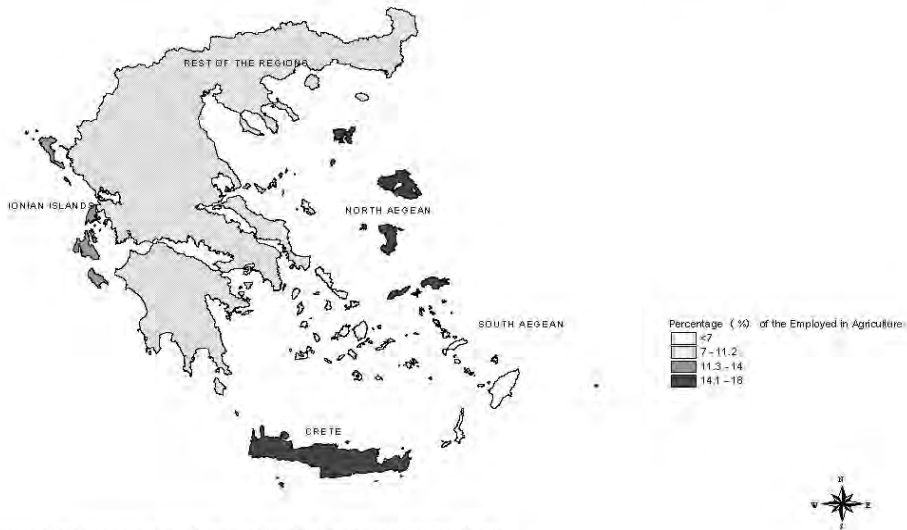 REST OF THE REGIONS
IONIAN ISLANDS
NORTH AEGEAN
SOUTH AEGEAN
Percentage ( %) of the Employed in Agriculture
<7
7 - 11.2
11.3 - 14
14.1 - 18
CRETE
N
W E